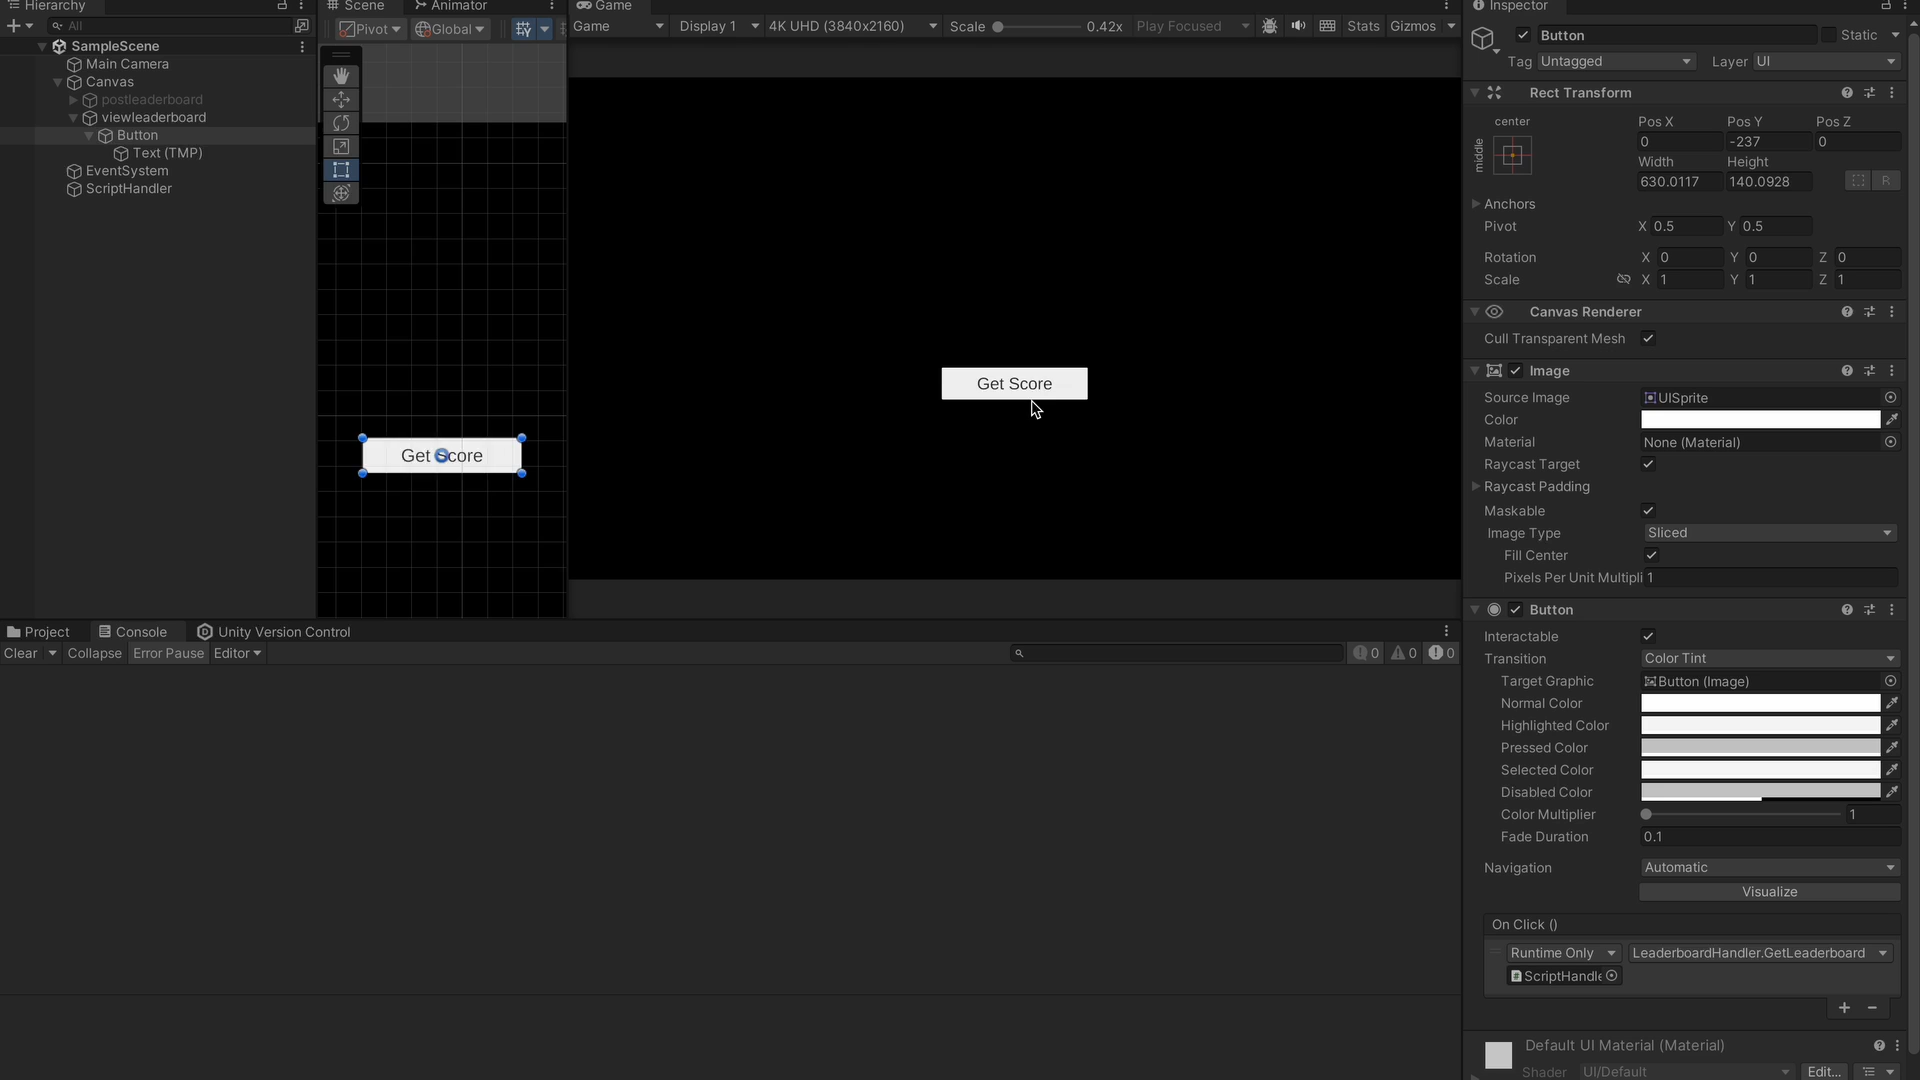 Hierarchy
All
SampleScene
Main Camera
Canvas
postleaderboard
viewleaderboard
Button
Text (TMP)
EventSystem
ScriptHandler
Scene
Animator
Pivot
Global
Get Score
Game
Game
Display 1
4K UHD (3840x2160)
Scale
0.42x
Play Focused
Stats
Gizmos
Get Score
Project
Console
Unity Version Control
Clear
Collapse
Error Pause
Editor
0
0
0
Inspector
Button
Static
Tag Untagged
Layer UI
Rect Transform
center
middle
Pos X Pos Y Pos Z
0 -237 0
Width Height
630.0117 140.0928
R
Anchors
Pivot X 0.5 Y 0.5
Rotation X 0 Y 0 Z 0
Scale X 1 Y 1 Z 1
Canvas Renderer
Cull Transparent Mesh
Image
Source Image UISprite
Color
Material None (Material)
Raycast Target
Raycast Padding
Maskable
Image Type Sliced
Fill Center
Pixels Per Unit Multipli 1
Button
Interactable
Transition Color Tint
Target Graphic Button (Image)
Normal Color
Highlighted Color
Pressed Color
Selected Color
Disabled Color
Color Multiplier 1
Fade Duration 0.1
Navigation Automatic
Visualize
On Click ()
Runtime Only LeaderboardHandler.GetLeaderboard
ScriptHandle
Default UI Material (Material)
Shader UI/Default Edit...